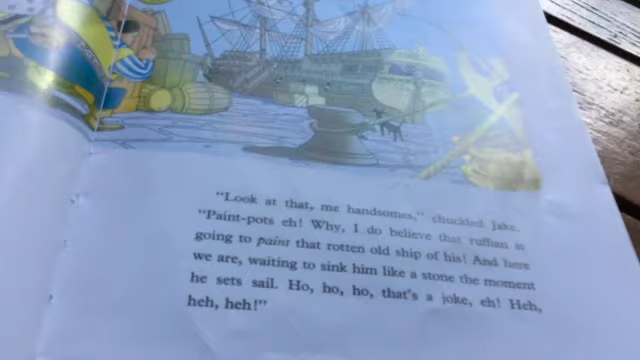 “Look at that, me handsomes,” chuckled Jake.
“Paint-pots eh! Why, I do believe that ruffian is
going to paint that rotten old ship of his! And here
we are, waiting to sink him like a stone the moment
he sets sail. Ho, ho, ho, that’s a joke, eh! Heh,
heh, heh!”